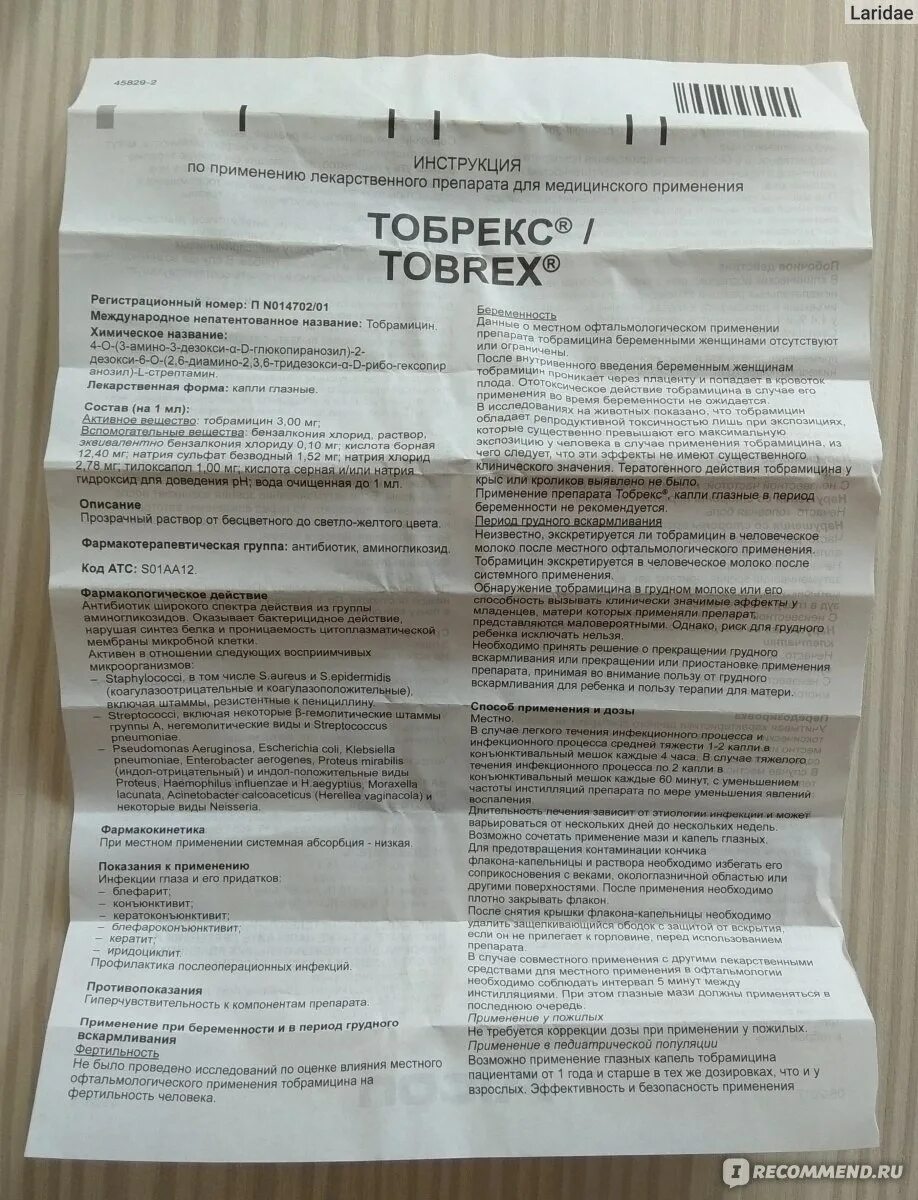 Laridae
45829-2
ИНСТРУКЦИЯ
по применению лекарственного препарата для медицинского применения
ТОБРЕКС® /
TOBREX®
Регистрационный номер: П N014702/01
Международное непатентованное название: Тобрамицин.
Химическое название:
4-О-(3-амино-3-дезокси-α-D-глюкопиранозил)-2-
дезокси-6-О-(2,6-диамино-2,3,6-тридезокси-α-D-рибо-гексопир
анозил)-L-стрептамин.
Лекарственная форма: капли глазные.
Состав (на 1 мл):
Активное вещество: тобрамицин 3,00 мг;
Вспомогательные вещества: бензалкония хлорид, раствор,
эквивалентно бензалкония хлориду 0,10 мг; кислота борная
12,40 мг; натрия сульфат безводный 1,52 мг; натрия хлорид
2,78 мг; тилоксапол 1,00 мг; кислота серная и/или натрия
гидроксид для доведения pH; вода очищенная до 1 мл.
Описание
Прозрачный раствор от бесцветного до светло-желтого цвета.
Фармакотерапевтическая группа: антибиотик, аминогликозид.
Код АТС: S01AA12.
Фармакологическое действие
Антибиотик широкого спектра действия из группы
аминогликозидов. Оказывает бактерицидное действие,
нарушая синтез белка и проницаемость цитоплазматической
мембраны микробной клетки.
Активен в отношении следующих восприимчивых
микроорганизмов:
– Staphylococci, в том числе S.aureus и S.epidermidis
(коагулазоотрицательные и коагулазоположительные),
включая штаммы, резистентные к пенициллину.
– Streptococci, включая некоторые β-гемолитические штаммы
группы А, негемолитические виды и Streptococcus
pneumoniae.
– Pseudomonas Aeruginosa, Escherichia coli, Klebsiella
pneumoniae, Enterobacter aerogenes, Proteus mirabilis
(индол-отрицательный) и индол-положительные виды
Proteus, Haemophilus influenzae и H.aegyptius, Moraxella
lacunata, Acinetobacter calcoaceticus (Herellea vaginacola) и
некоторые виды Neisseria.
Фармакокинетика
При местном применении системная абсорбция - низкая.
Показания к применению
Инфекции глаза и его придатков:
– блефарит;
– конъюнктивит;
– кератоконъюнктивит;
– блефароконъюнктивит;
– кератит;
– иридоциклит.
Профилактика послеоперационных инфекций.
Противопоказания
Гиперчувствительность к компонентам препарата.
Применение при беременности и в период грудного
вскармливания
Фертильность
Не было проведено исследований по оценке влияния местного
офтальмологического применения тобрамицина на
фертильность человека.
Беременность
Данные о местном офтальмологическом применении
препарата тобрамицина беременными женщинами отсутствуют
или ограничены.
После внутривенного введения беременным женщинам
тобрамицин проникает через плаценту и попадает в кровоток
плода. Ототоксическое действие тобрамицина в случае его
применения во время беременности не ожидается.
В исследованиях на животных показано, что тобрамицин
обладает репродуктивной токсичностью лишь при экспозициях,
которые существенно превышают его максимальную
экспозицию у человека в случае применения тобрамицина, из
чего следует, что эти эффекты не имеют существенного
клинического значения. Тератогенного действия тобрамицина у
крыс или кроликов выявлено не было.
Применение препарата Тобрекс®, капли глазные в период
беременности не рекомендуется.
Период грудного вскармливания
Неизвестно, экскретируется ли тобрамицин в человеческое
молоко после местного офтальмологического применения.
Тобрамицин экскретируется в человеческое молоко после
системного применения.
Обнаружение тобрамицина в грудном молоке или его
способность вызывать клинически значимые эффекты у
младенцев, матери которых применяли препарат,
представляются маловероятными. Однако, риск для грудного
ребенка исключать нельзя.
Необходимо принять решение о прекращении грудного
вскармливания или прекращении или приостановке применения
препарата, принимая во внимание пользу от грудного
вскармливания для ребенка и пользу терапии для матери.
Способ применения и дозы
Местно.
В случае легкого течения инфекционного процесса и
инфекционного процесса средней тяжести 1-2 капли в
конъюнктивальный мешок каждые 4 часа. В случае тяжелого
течения инфекционного процесса по 2 капли в
конъюнктивальный мешок каждые 60 минут, с уменьшением
частоты инстилляций препарата по мере уменьшения явлений
воспаления.
Длительность лечения зависит от этиологии инфекции и может
варьироваться от нескольких дней до нескольких недель.
Возможно сочетать применение мази и капель глазных.
Для предотвращения контаминации кончика
флакона-капельницы и раствора необходимо избегать его
соприкосновения с веками, окологлазничной областью или
другими поверхностями. После применения необходимо
плотно закрывать флакон.
После снятия крышки флакона-капельницы необходимо
удалить защелкивающийся ободок с защитой от вскрытия,
если он не прилегает к горловине, перед использованием
препарата.
В случае совместного применения с другими лекарственными
средствами для местного применения в офтальмологии
необходимо соблюдать интервал 5 минут между
инстилляциями. При этом глазные мази должны применяться в
последнюю очередь.
Применение у пожилых
Не требуется коррекции дозы при применении у пожилых.
Применение в педиатрической популяции
Возможно применение глазных капель тобрамицина
пациентами от 1 года и старше в тех же дозировках, что и у
взрослых. Эффективность и безопасность применения
IRECOMMEND.RU